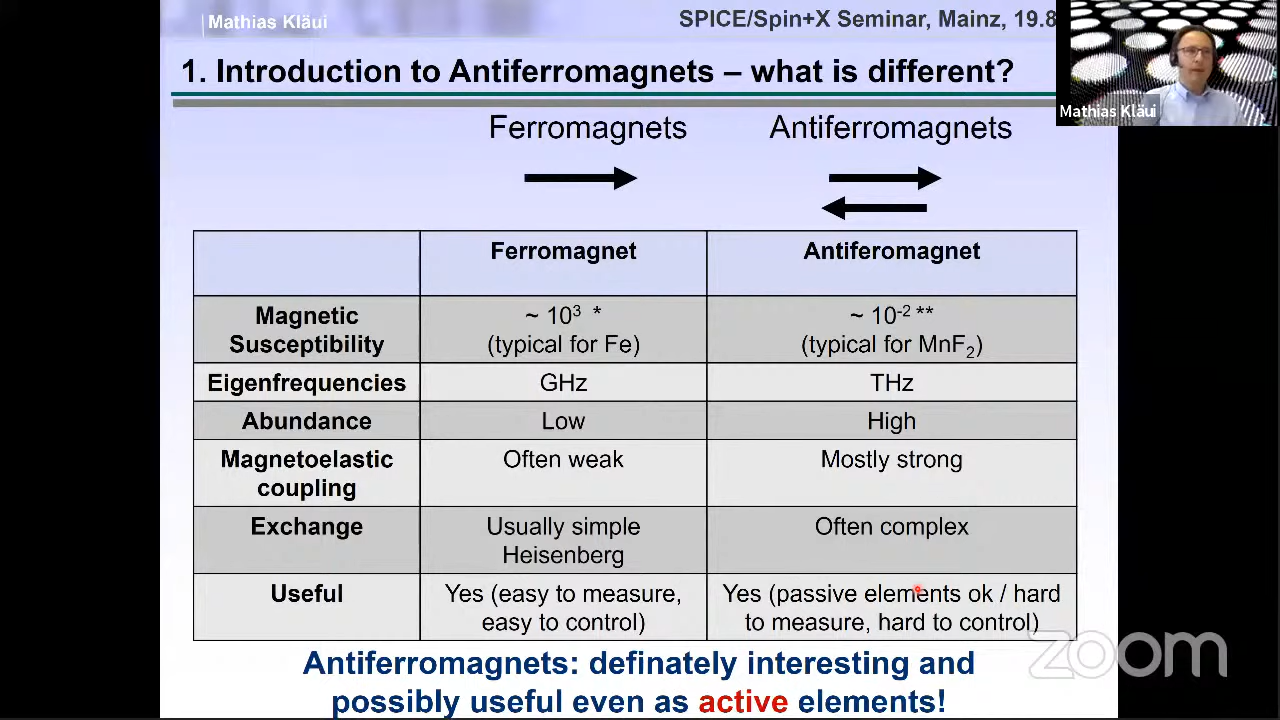 Mathias Kläui
SPICE/Spin+X Seminar, Mainz, 19.8
Mathias Kläui
1. Introduction to Antiferromagnets – what is different?
Ferromagnets
Antiferromagnets
Ferromagnet
Antiferomagnet
Magnetic
Susceptibility
~ 10³ *
(typical for Fe)
~ 10⁻² **
(typical for MnF₂)
Eigenfrequencies
GHz
THz
Abundance
Low
High
Magnetoelastic
coupling
Often weak
Mostly strong
Exchange
Usually simple
Heisenberg
Often complex
Useful
Yes (easy to measure,
easy to control)
Yes (passive elements ok / hard
to measure, hard to control)
Antiferromagnets: definately interesting and
possibly useful even as active elements!
zoom